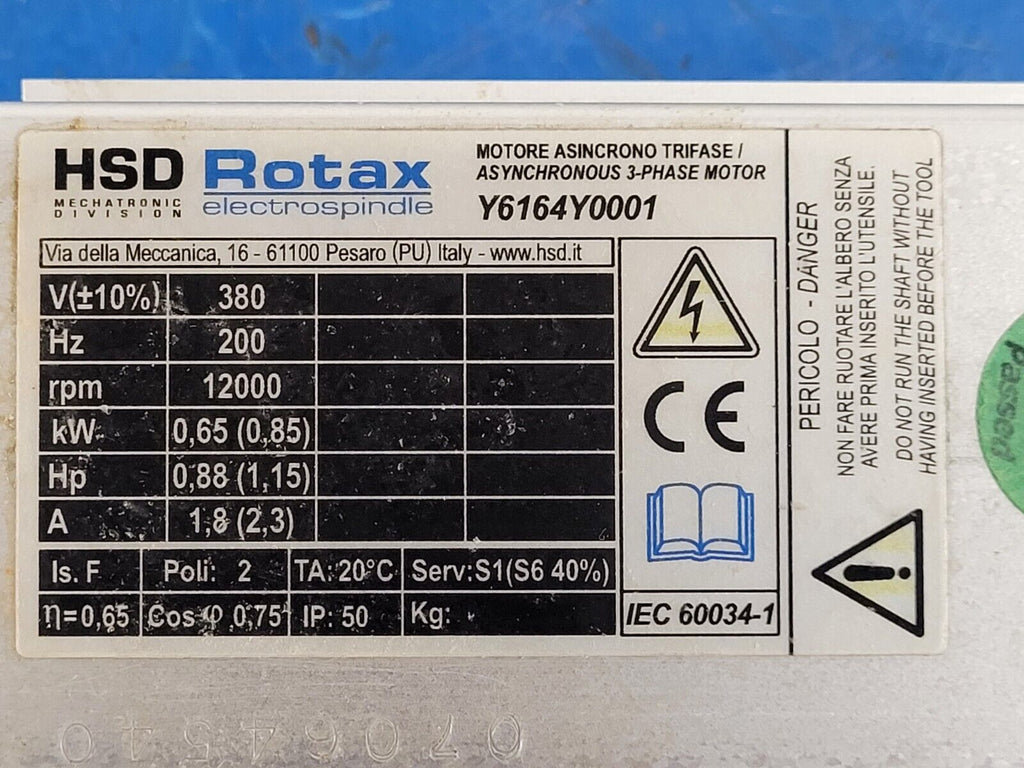 HSD Rotax
MECHATRONIC
DIVISION
electrospindle
MOTORE ASINCRONO TRIFASE /
ASYNCHRONOUS 3-PHASE MOTOR
Y6164Y0001
Via della Meccanica, 16 - 61100 Pesaro (PU) Italy - www.hsd.it
V(±10%) 380
Hz 200
rpm 12000
kW 0,65 (0,85)
Hp 0,88 (1,15)
A 1,8 (2,3)
Is. F Poli: 2 TA: 20°C Serv:S1(S6 40%)
η=0,65 Cos φ 0,75 IP: 50 Kg:
CE
IEC 60034-1
PERICOLO - DANGER
NON FARE RUOTARE L'ALBERO SENZA
AVERE PRIMA INSERITO L'UTENSILE.
DO NOT RUN THE SHAFT WITHOUT
HAVING INSERTED BEFORE THE TOOL
passed
07064540